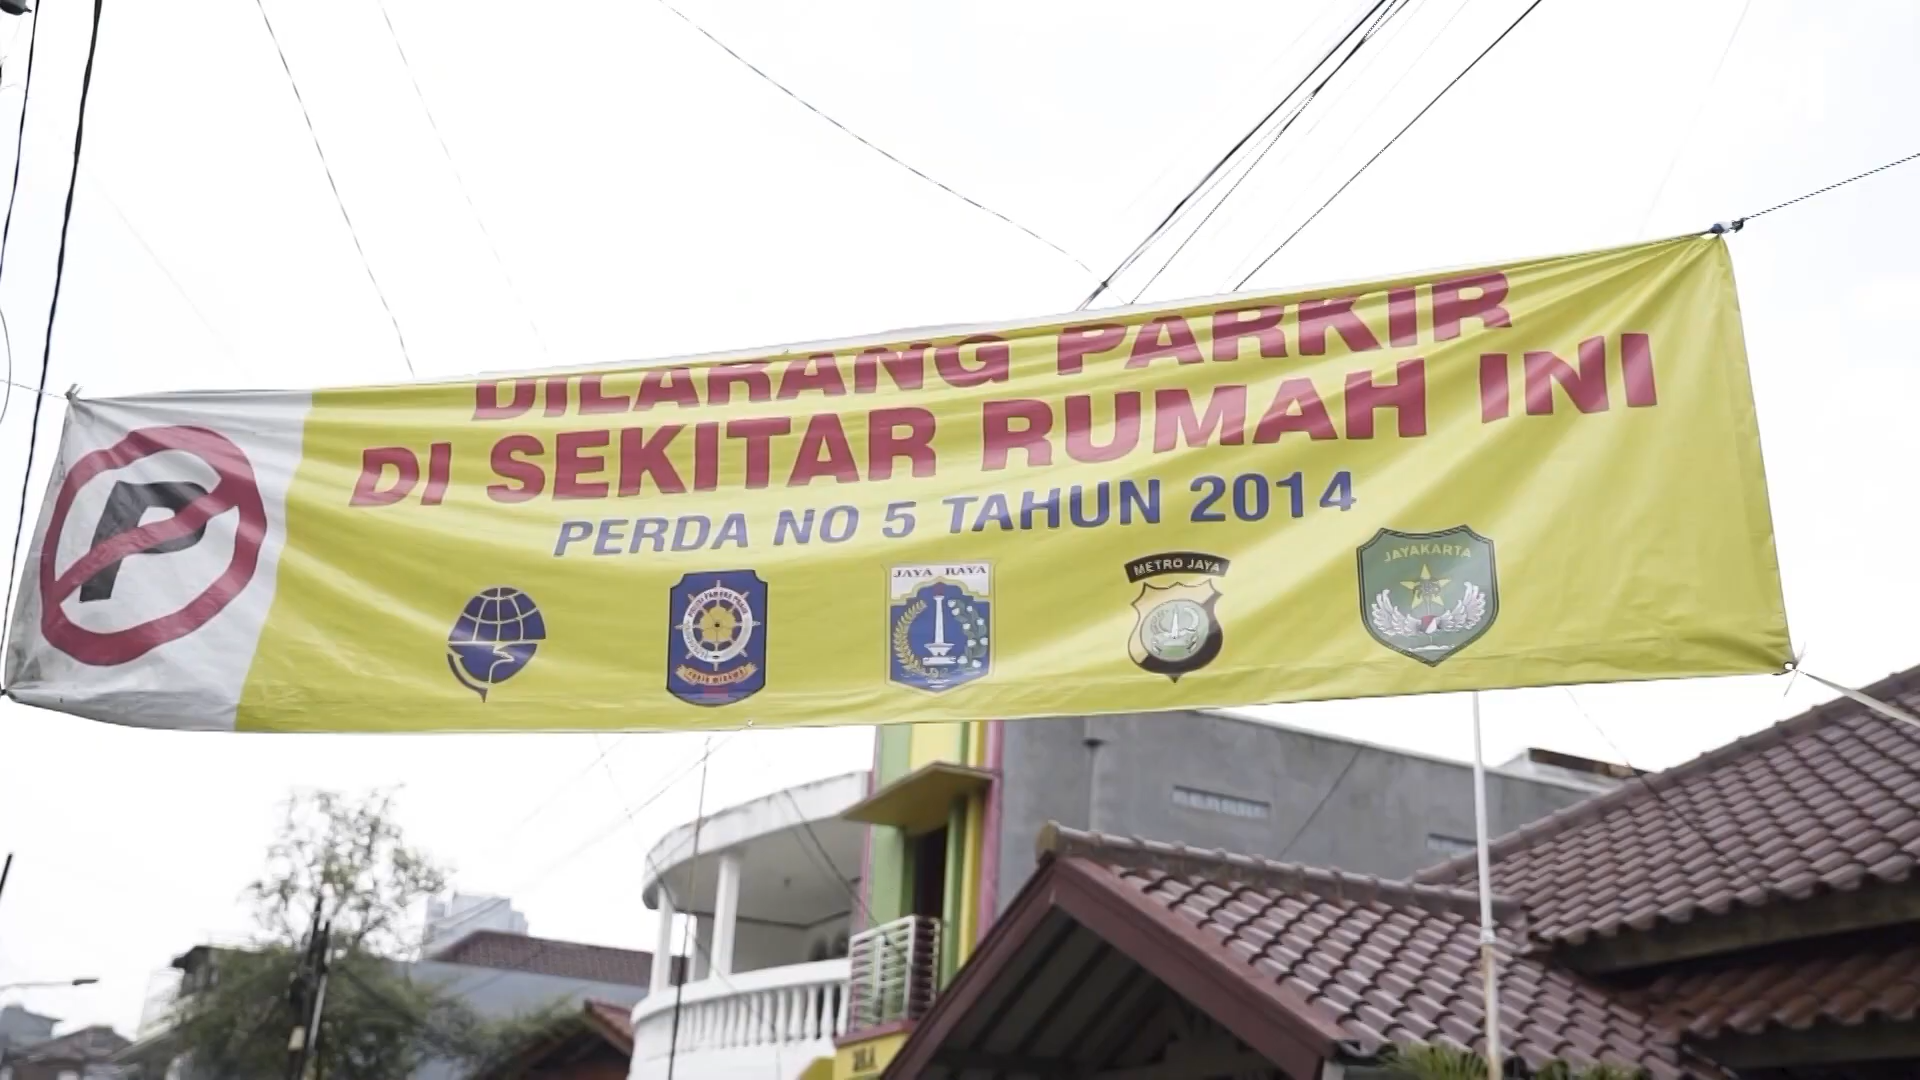 DILARANG PARKIR
DI SEKITAR RUMAH INI
PERDA NO 5 TAHUN 2014
P
JAYA RAYA
METRO JAYA
JAYAKARTA